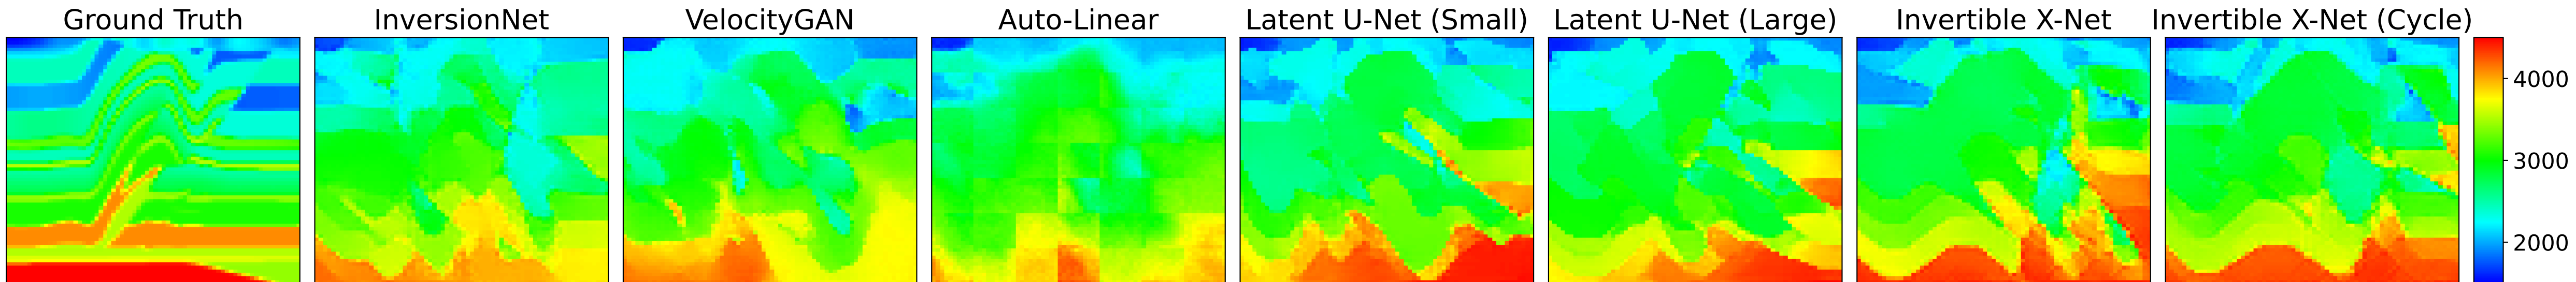 Ground Truth
InversionNet
VelocityGAN
Auto-Linear
Latent U-Net (Small)
Latent U-Net (Large)
Invertible X-Net
Invertible X-Net (Cycle)
4000
3000
2000